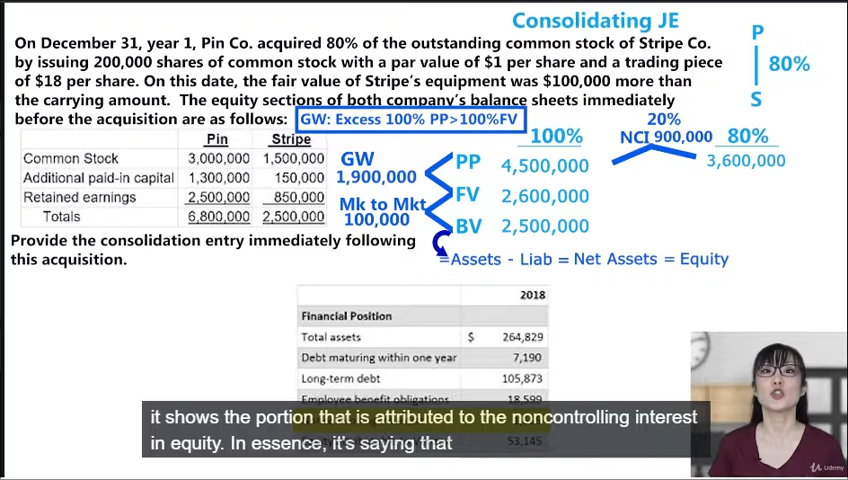 Consolidating JE
On December 31, year 1, Pin Co. acquired 80% of the outstanding common stock of Stripe Co.
by issuing 200,000 shares of common stock with a par value of $1 per share and a trading piece
of $18 per share. On this date, the fair value of Stripe's equipment was $100,000 more than
the carrying amount. The equity sections of both company's balance sheets immediately
before the acquisition are as follows:
P
80%
S
GW: Excess 100% PP>100%FV
20%
NCI 900,000
100%
80%
Pin Stripe
Common Stock 3,000,000 1,500,000
Additional paid-in capital 1,300,000 150,000
Retained earnings 2,500,000 850,000
Totals 6,800,000 2,500,000
GW
1,900,000
Mk to Mkt
100,000
PP 4,500,000
3,600,000
FV 2,600,000
BV 2,500,000
=Assets - Liab = Net Assets = Equity
Provide the consolidation entry immediately following
this acquisition.
2018
Financial Position
Total assets $ 264,829
Debt maturing within one year 7,190
Long-term debt 105,873
Employee benefit obligations 18,599
53,145
it shows the portion that is attributed to the noncontrolling interest
in equity. In essence, it's saying that
Udemy